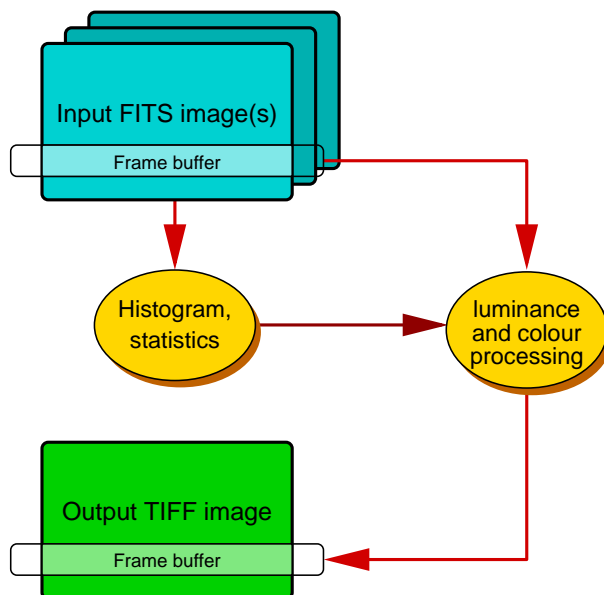 Input FITS image(s)
Frame buffer
Histogram,
statistics
luminance
and colour
processing
Output TIFF image
Frame buffer